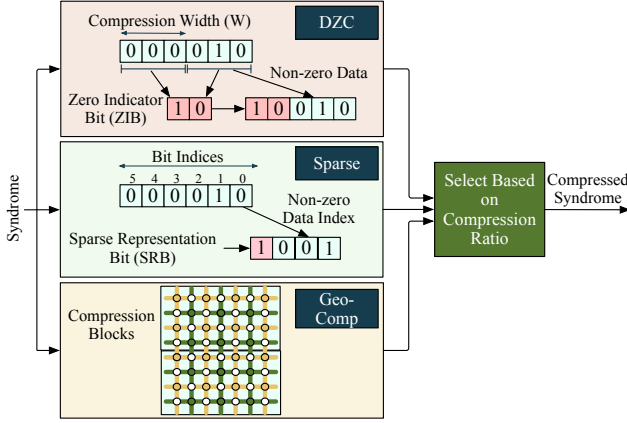 Compression Width (W)
DZC
0 0 0 0 1 0
Non-zero Data
Zero Indicator
Bit (ZIB)
1 0
1 0 0 1 0
Syndrome
Bit Indices
Sparse
5 4 3 2 1 0
0 0 0 0 1 0
Non-zero
Data Index
Sparse Representation
Bit (SRB)
1 0 0 1
Select Based
on
Compression
Ratio
Compressed
Syndrome
Compression
Blocks
Geo-
Comp